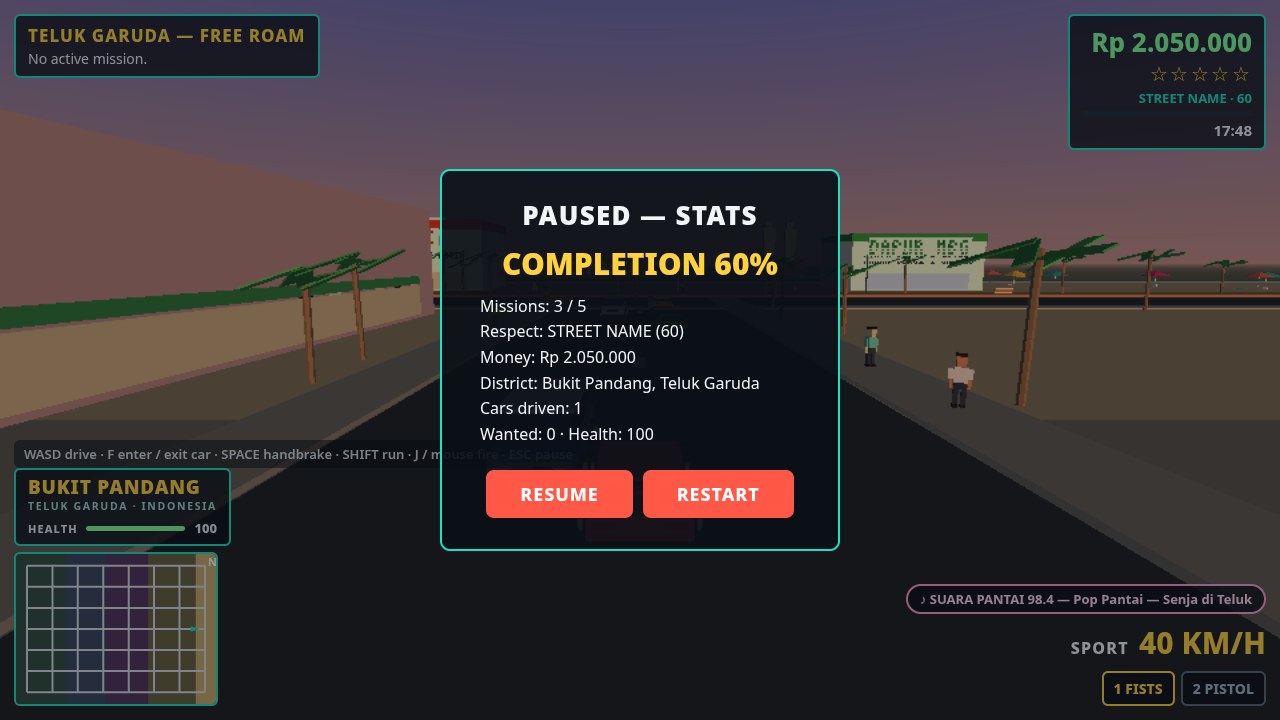 TELUK GARUDA — FREE ROAM
No active mission.
Rp 2.050.000
☆☆☆☆☆
STREET NAME · 60
17:48
DAPUR MBG
PAUSED — STATS
COMPLETION 60%
Missions: 3 / 5
Respect: STREET NAME (60)
Money: Rp 2.050.000
District: Bukit Pandang, Teluk Garuda
Cars driven: 1
Wanted: 0 · Health: 100
RESUME
RESTART
WASD drive · F enter / exit car · SPACE handbrake · SHIFT run · J / mouse fire · ESC pause
BUKIT PANDANG
TELUK GARUDA · INDONESIA
HEALTH 100
N
♪ SUARA PANTAI 98.4 — Pop Pantai — Senja di Teluk
SPORT 40 KM/H
1 FISTS
2 PISTOL